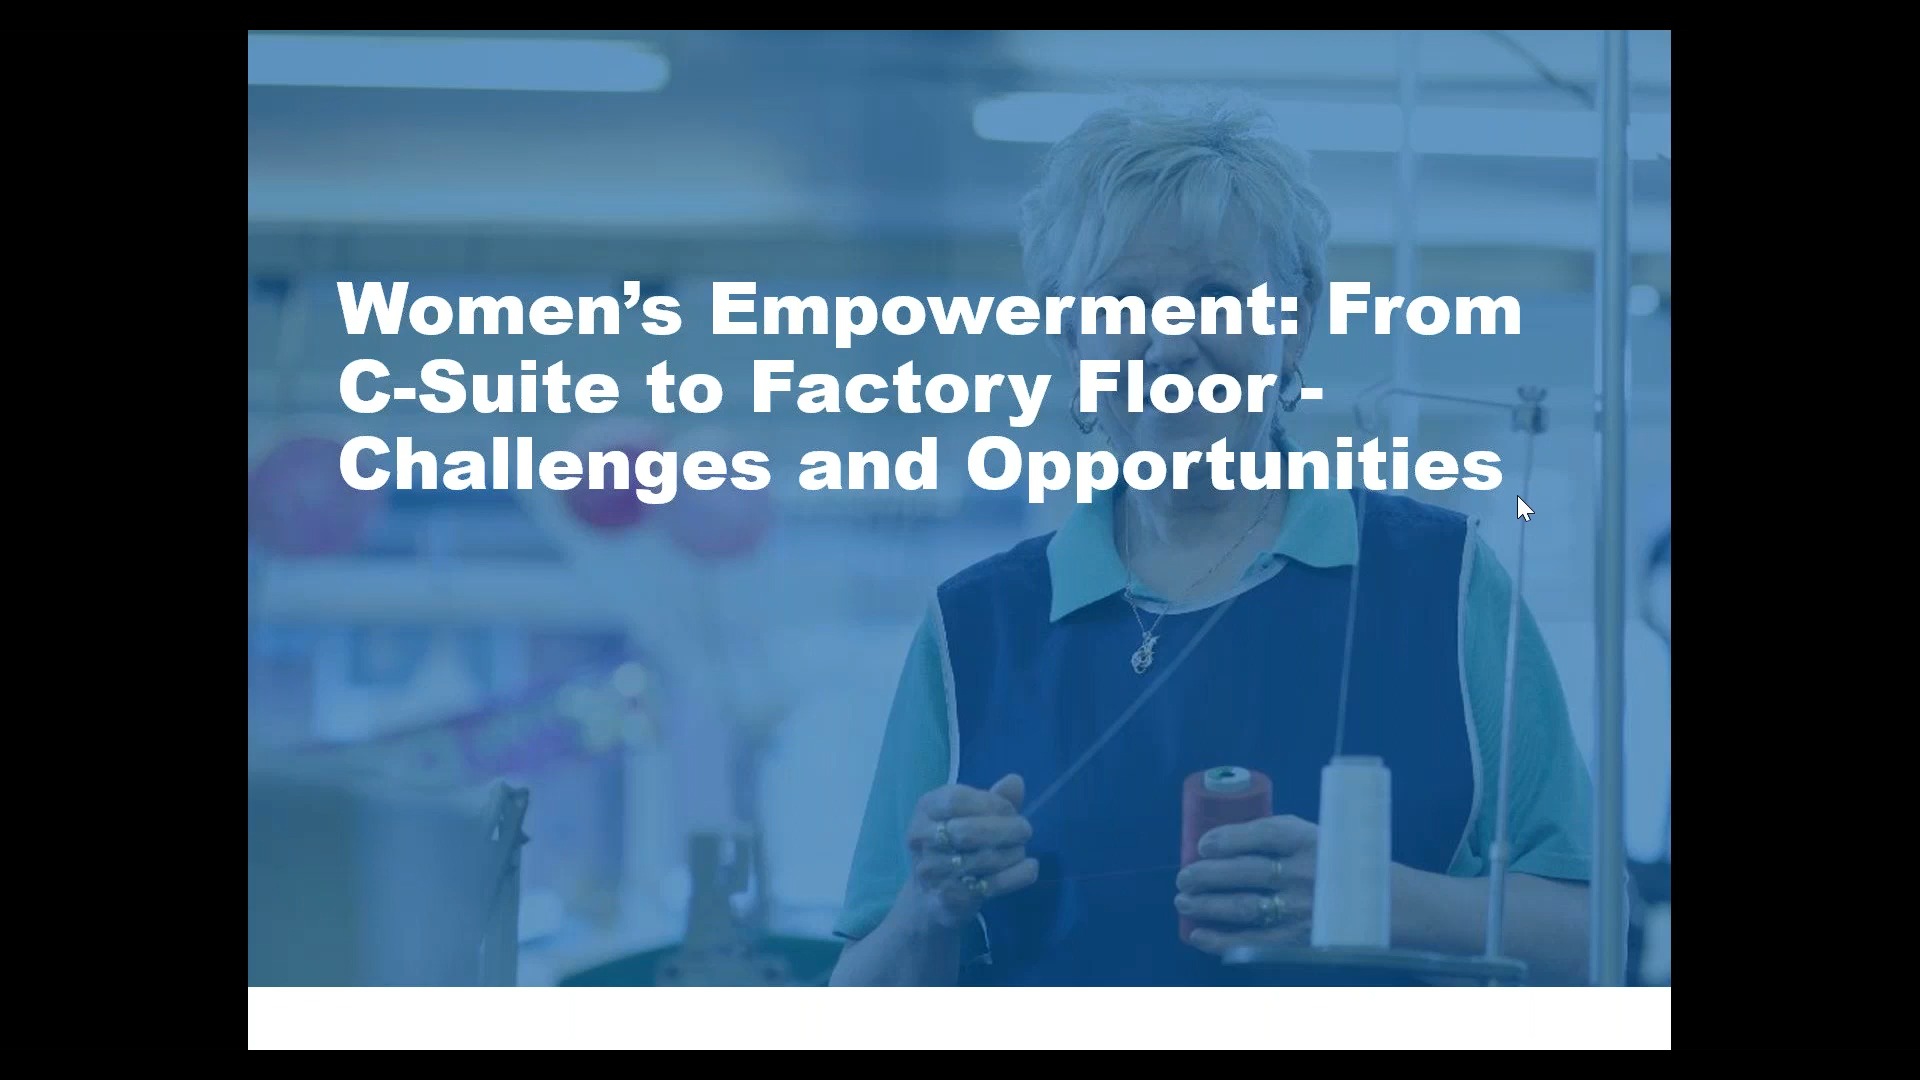 Women’s Empowerment: From
C-Suite to Factory Floor -
Challenges and Opportunities